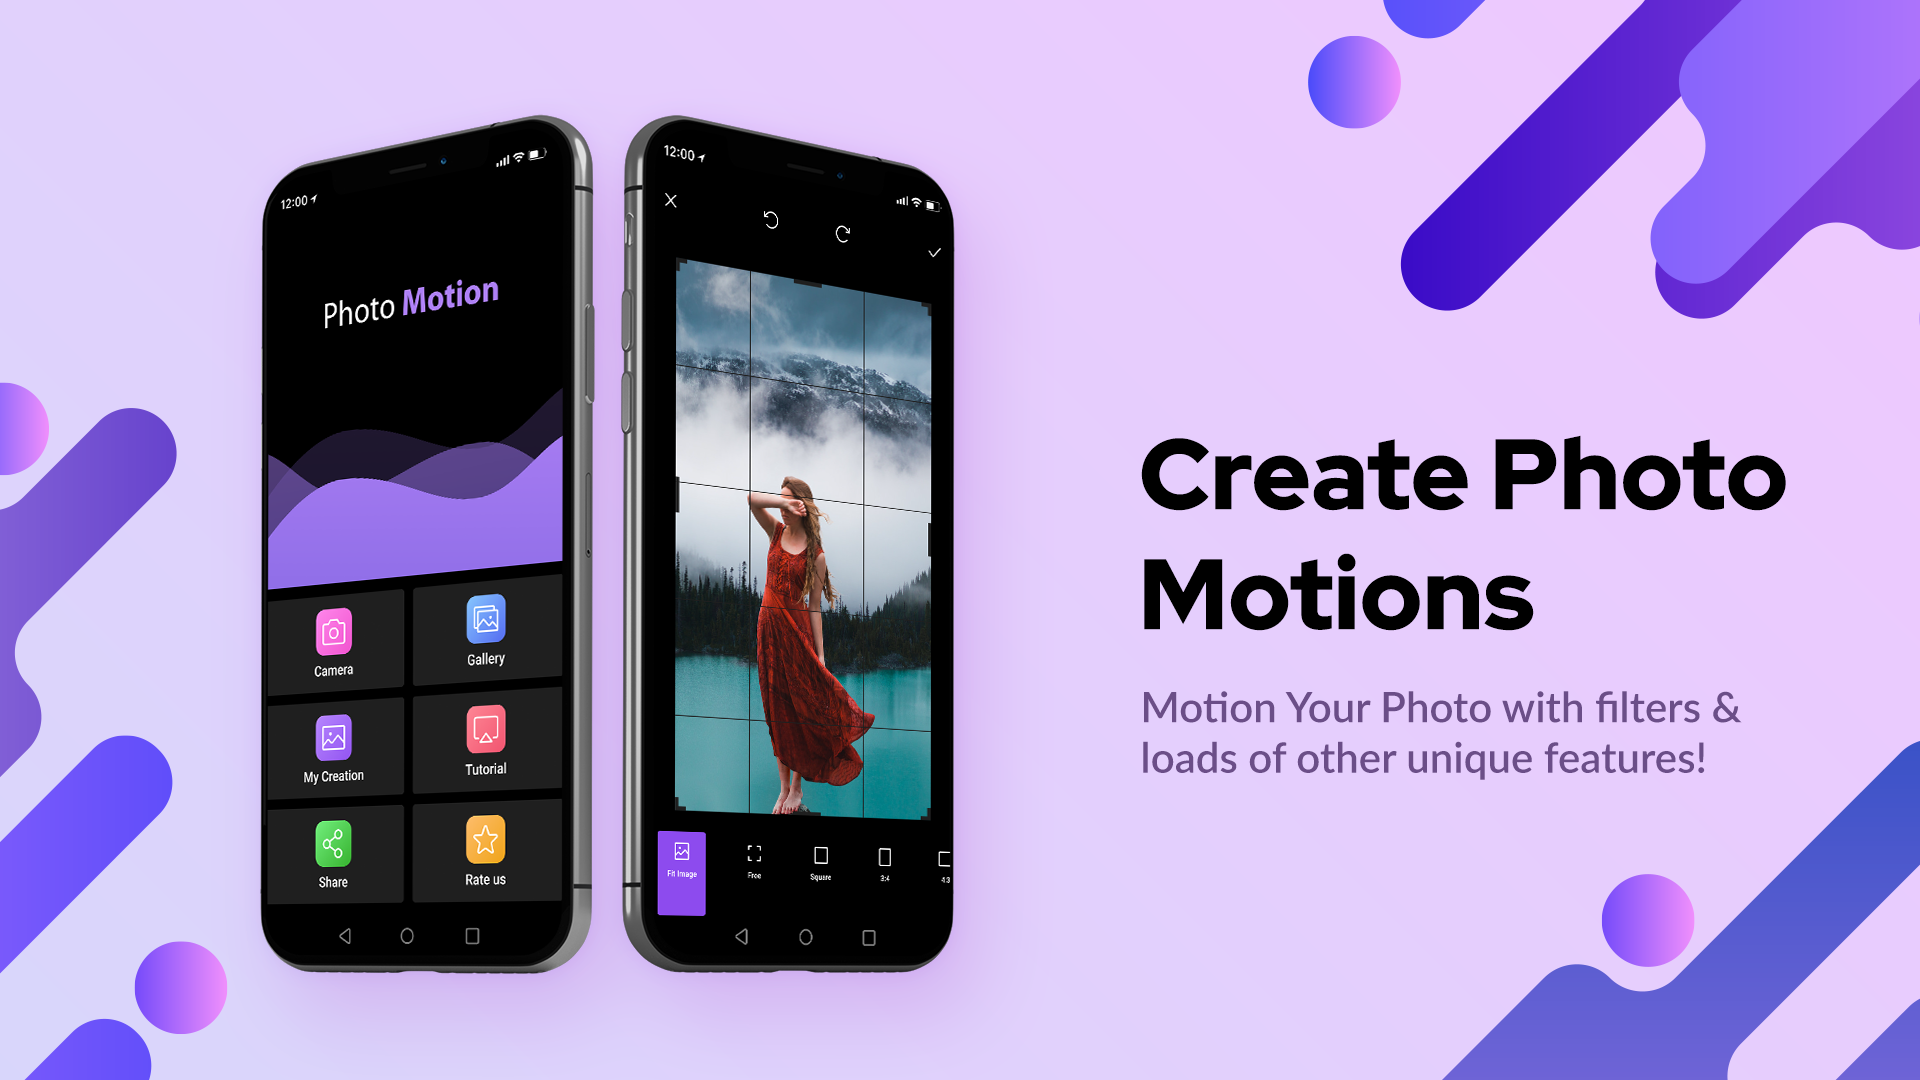 12:00
Photo Motion
Camera
Gallery
My Creation
Tutorial
Share
Rate us
12:00
Fit Image
Free
Square
3:4
4:3
Create Photo
Motions
Motion Your Photo with filters &
loads of other unique features!